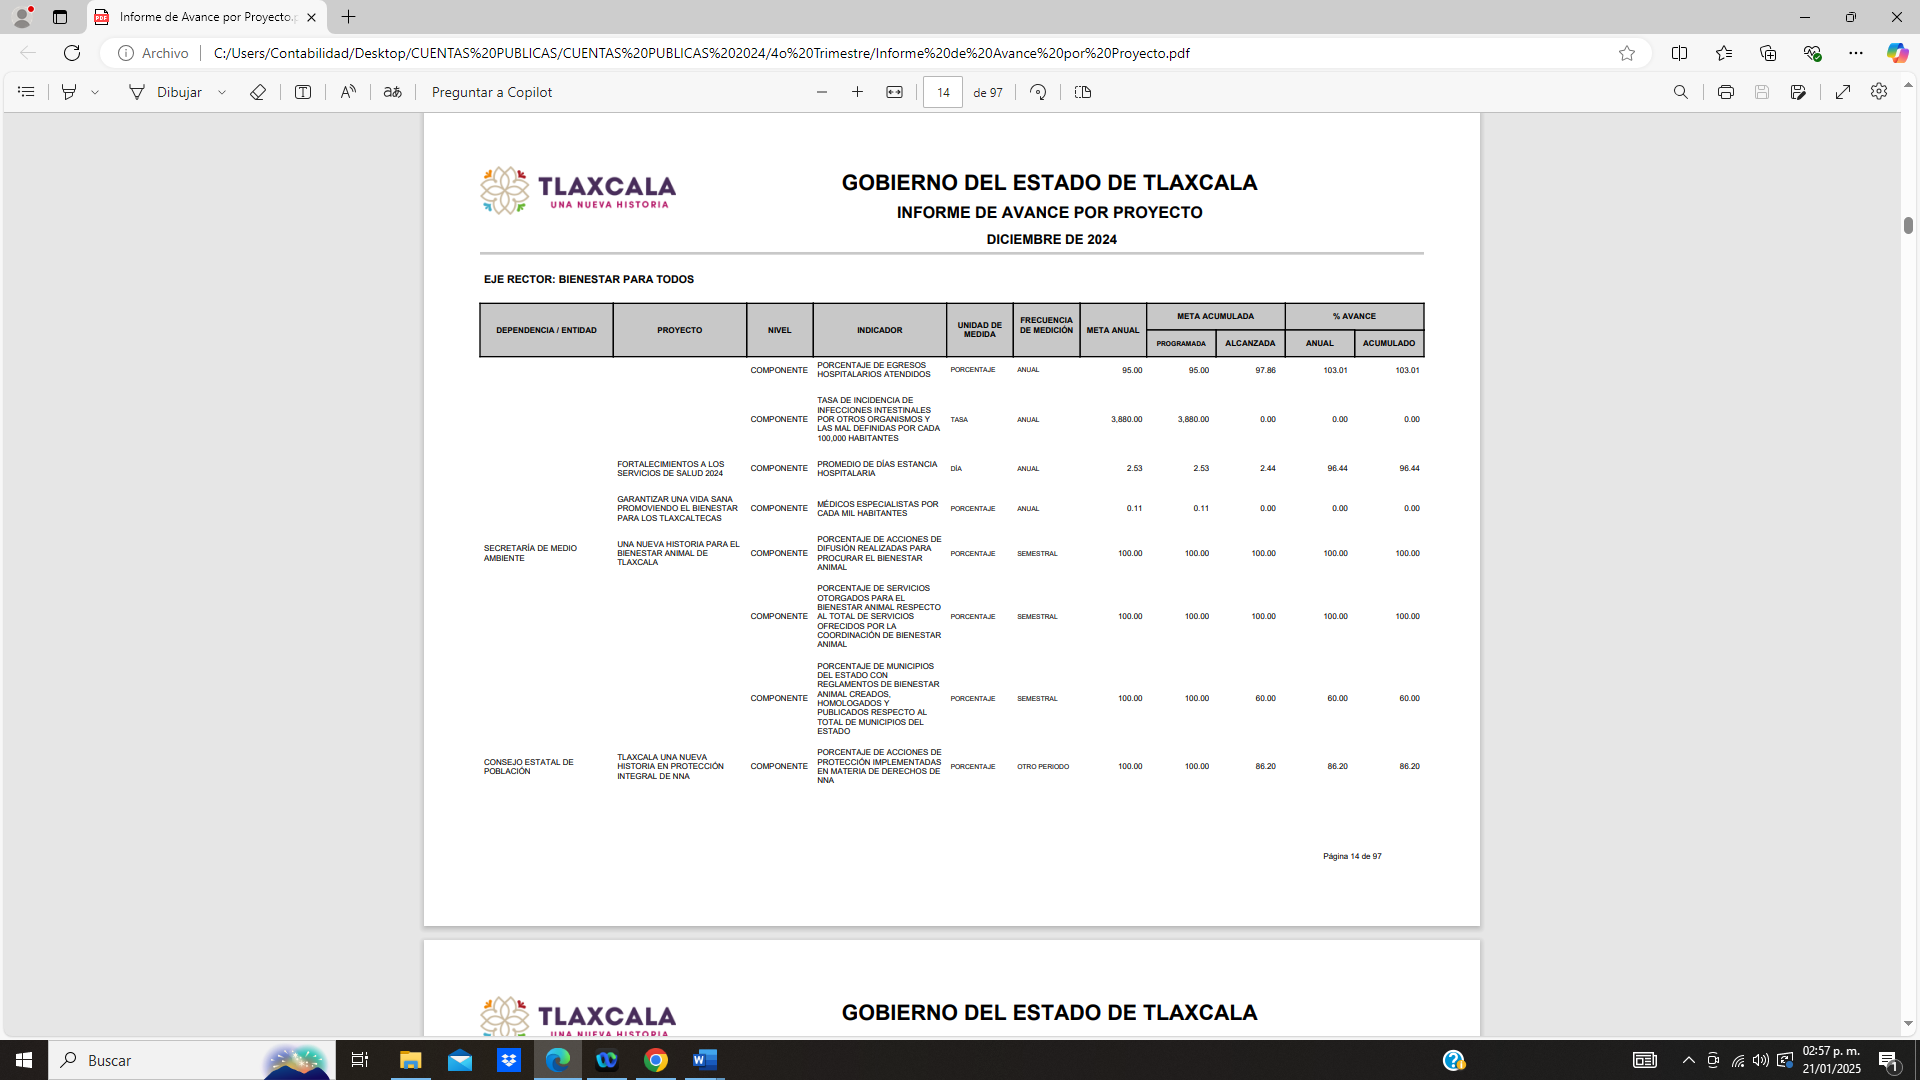 Informe de Avance por Proyecto.p
Archivo
C:/Users/Contabilidad/Desktop/CUENTAS%20PUBLICAS/CUENTAS%20PUBLICAS%202024/4o%20Trimestre/Informe%20de%20Avance%20por%20Proyecto.pdf
Dibujar
aあ
Preguntar a Copilot
14 de 97
TLAXCALA
UNA NUEVA HISTORIA
GOBIERNO DEL ESTADO DE TLAXCALA
INFORME DE AVANCE POR PROYECTO
DICIEMBRE DE 2024
EJE RECTOR: BIENESTAR PARA TODOS
DEPENDENCIA / ENTIDAD
PROYECTO
NIVEL
INDICADOR
UNIDAD DE
MEDIDA
FRECUENCIA
DE MEDICIÓN
META ANUAL
META ACUMULADA
PROGRAMADA
ALCANZADA
% AVANCE
ANUAL
ACUMULADO
COMPONENTE
PORCENTAJE DE EGRESOS
HOSPITALARIOS ATENDIDOS
PORCENTAJE
ANUAL
95.00
95.00
97.86
103.01
103.01
COMPONENTE
TASA DE INCIDENCIA DE
INFECCIONES INTESTINALES
POR OTROS ORGANISMOS Y
LAS MAL DEFINIDAS POR CADA
100,000 HABITANTES
TASA
ANUAL
3,880.00
3,880.00
0.00
0.00
0.00
FORTALECIMIENTOS A LOS
SERVICIOS DE SALUD 2024
COMPONENTE
PROMEDIO DE DÍAS ESTANCIA
HOSPITALARIA
DÍA
ANUAL
2.53
2.53
2.44
96.44
96.44
GARANTIZAR UNA VIDA SANA
PROMOVIENDO EL BIENESTAR
PARA LOS TLAXCALTECAS
COMPONENTE
MÉDICOS ESPECIALISTAS POR
CADA MIL HABITANTES
PORCENTAJE
ANUAL
0.11
0.11
0.00
0.00
0.00
SECRETARÍA DE MEDIO
AMBIENTE
UNA NUEVA HISTORIA PARA EL
BIENESTAR ANIMAL DE
TLAXCALA
COMPONENTE
PORCENTAJE DE ACCIONES DE
DIFUSIÓN REALIZADAS PARA
PROCURAR EL BIENESTAR
ANIMAL
PORCENTAJE
SEMESTRAL
100.00
100.00
100.00
100.00
100.00
COMPONENTE
PORCENTAJE DE SERVICIOS
OTORGADOS PARA EL
BIENESTAR ANIMAL RESPECTO
AL TOTAL DE SERVICIOS
OFRECIDOS POR LA
COORDINACIÓN DE BIENESTAR
ANIMAL
PORCENTAJE
SEMESTRAL
100.00
100.00
100.00
100.00
100.00
COMPONENTE
PORCENTAJE DE MUNICIPIOS
DEL ESTADO CON
REGLAMENTOS DE BIENESTAR
ANIMAL CREADOS,
HOMOLOGADOS Y
PUBLICADOS RESPECTO AL
TOTAL DE MUNICIPIOS DEL
ESTADO
PORCENTAJE
SEMESTRAL
100.00
100.00
60.00
60.00
60.00
CONSEJO ESTATAL DE
POBLACIÓN
TLAXCALA UNA NUEVA
HISTORIA EN PROTECCIÓN
INTEGRAL DE NNA
COMPONENTE
PORCENTAJE DE ACCIONES DE
PROTECCIÓN IMPLEMENTADAS
EN MATERIA DE DERECHOS DE
NNA
PORCENTAJE
OTRO PERIODO
100.00
100.00
86.20
86.20
86.20
Página 14 de 97
TLAXCALA
UNA NUEVA HISTORIA
GOBIERNO DEL ESTADO DE TLAXCALA
Buscar
02:57 p. m.
21/01/2025
1